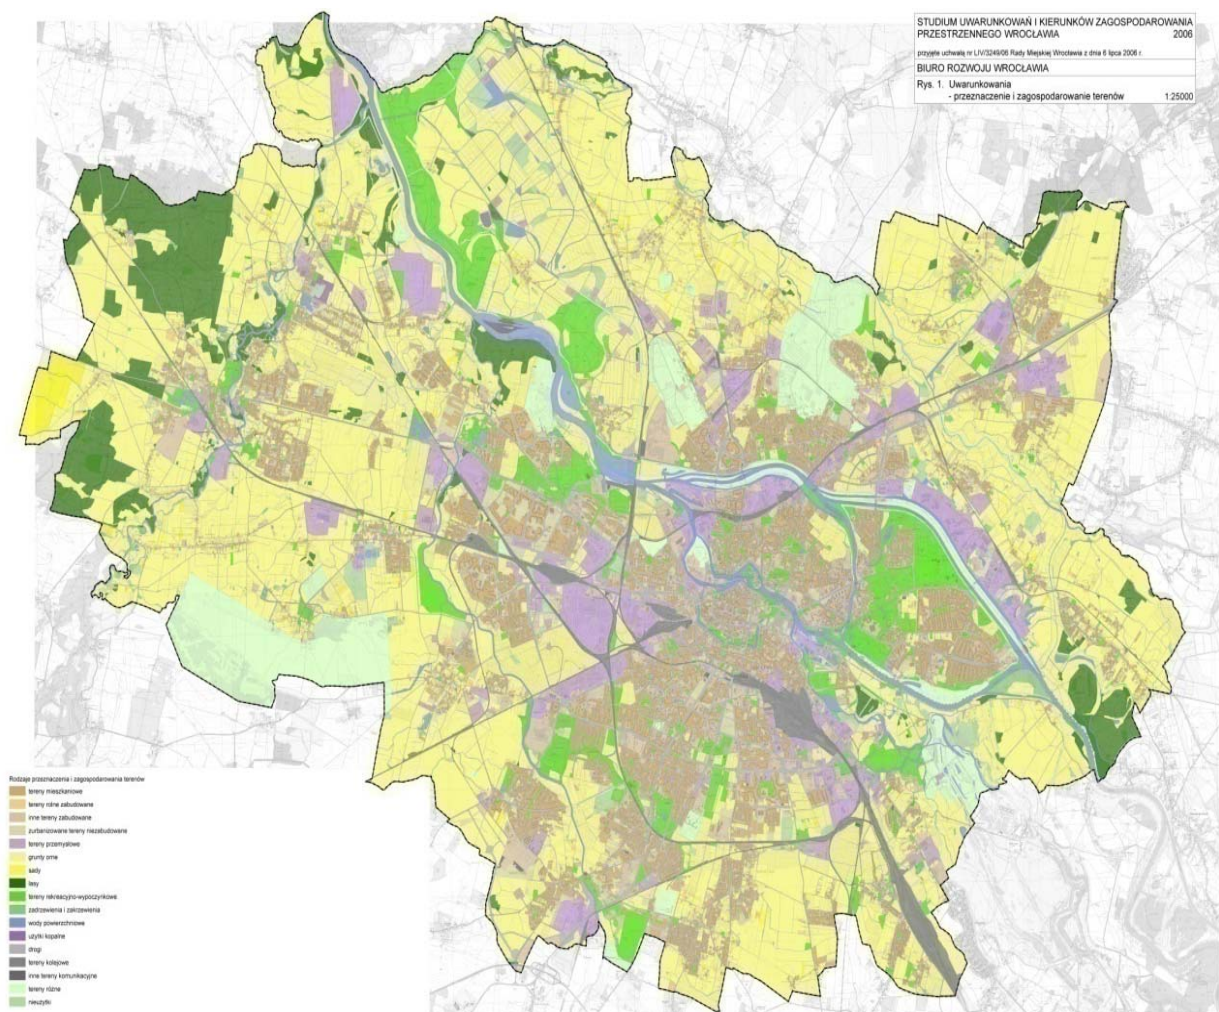 STUDIUM UWARUNKOWAŃ I KIERUNKÓW ZAGOSPODAROWANIA
PRZESTRZENNEGO WROCŁAWIA 2006
przyjęte uchwałą nr LIV/3249/06 Rady Miejskiej Wrocławia z dnia 6 lipca 2006 r.
BIURO ROZWOJU WROCŁAWIA
Rys. 1. Uwarunkowania
- przeznaczenie i zagospodarowanie terenów 1:25000
Rodzaje przeznaczenia i zagospodarowania terenów
tereny mieszkaniowe
tereny rolne zabudowane
inne tereny zabudowane
zurbanizowane tereny niezabudowane
tereny przemysłowe
grunty orne
sady
lasy
tereny rekreacyjno-wypoczynkowe
zadrzewienia i zakrzewienia
wody powierzchniowe
użytki kopalne
drogi
tereny kolejowe
inne tereny komunikacyjne
tereny różne
nieużytki